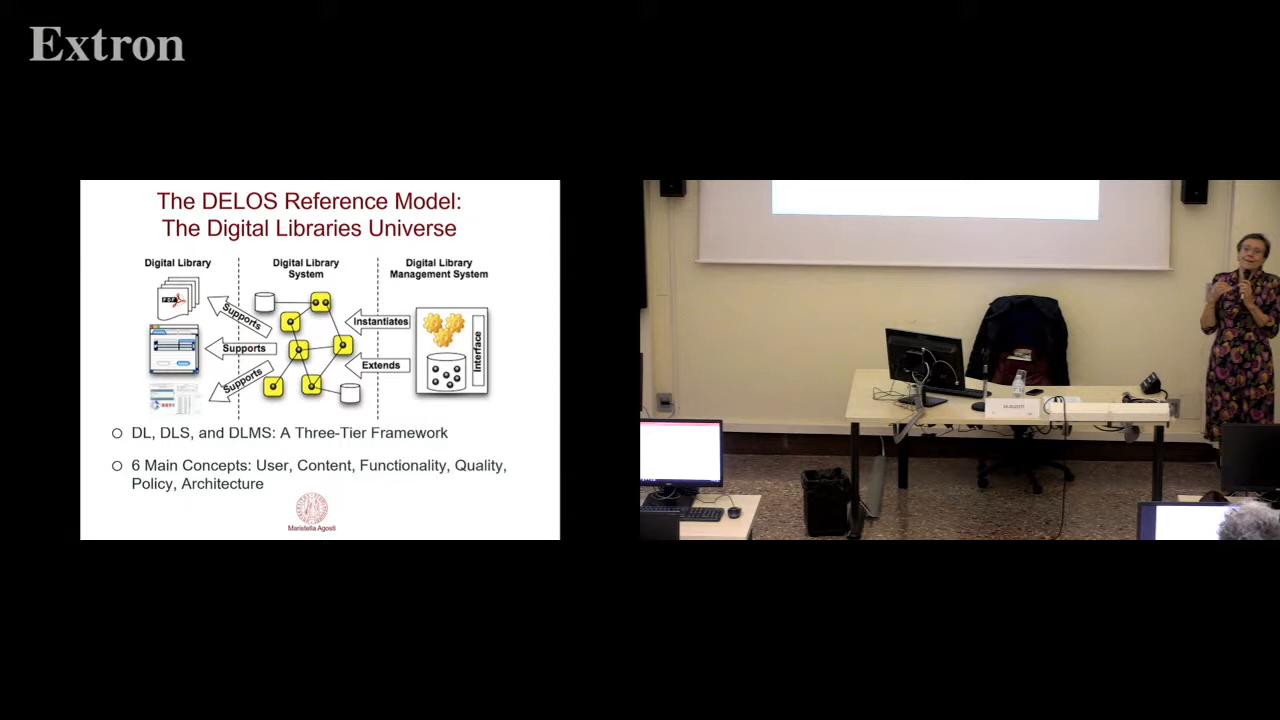 Extron
The DELOS Reference Model:
The Digital Libraries Universe
Digital Library
Digital Library
System
Digital Library
Management System
PDF
Supports
Supports
Supports
Instantiates
Extends
Interface
DL, DLS, and DLMS: A Three-Tier Framework
6 Main Concepts: User, Content, Functionality, Quality,
Policy, Architecture
Maristella Agosti